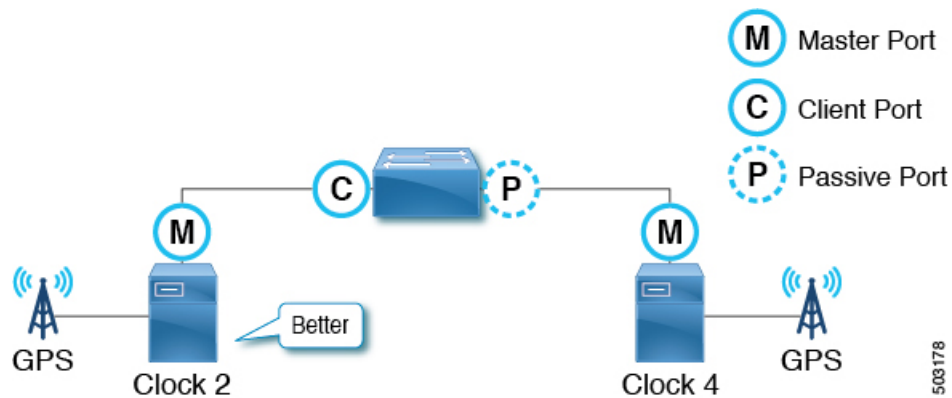 M Master Port
C Client Port
P Passive Port
C
P
M
M
Better
GPS
GPS
Clock 2
Clock 4
503178